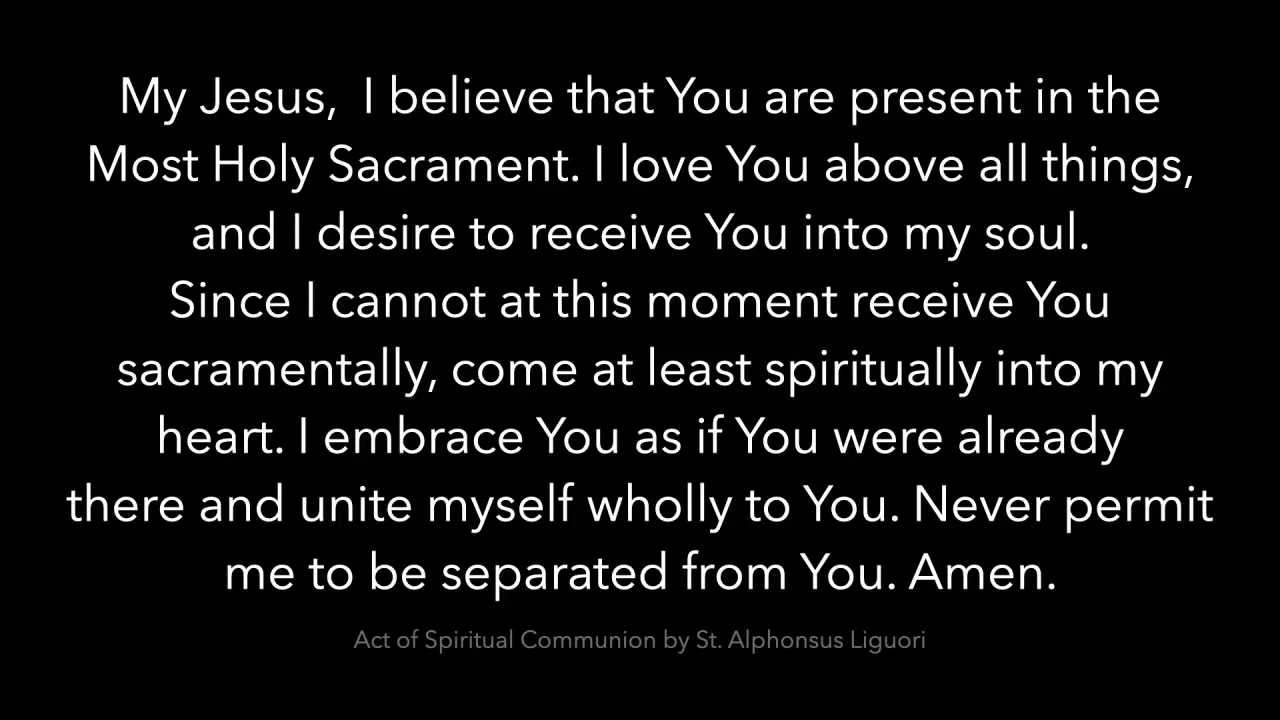 My Jesus,  I believe that You are present in the
Most Holy Sacrament. I love You above all things,
and I desire to receive You into my soul.
Since I cannot at this moment receive You
sacramentally, come at least spiritually into my
heart. I embrace You as if You were already
there and unite myself wholly to You. Never permit
me to be separated from You. Amen.
Act of Spiritual Communion by St. Alphonsus Liguori